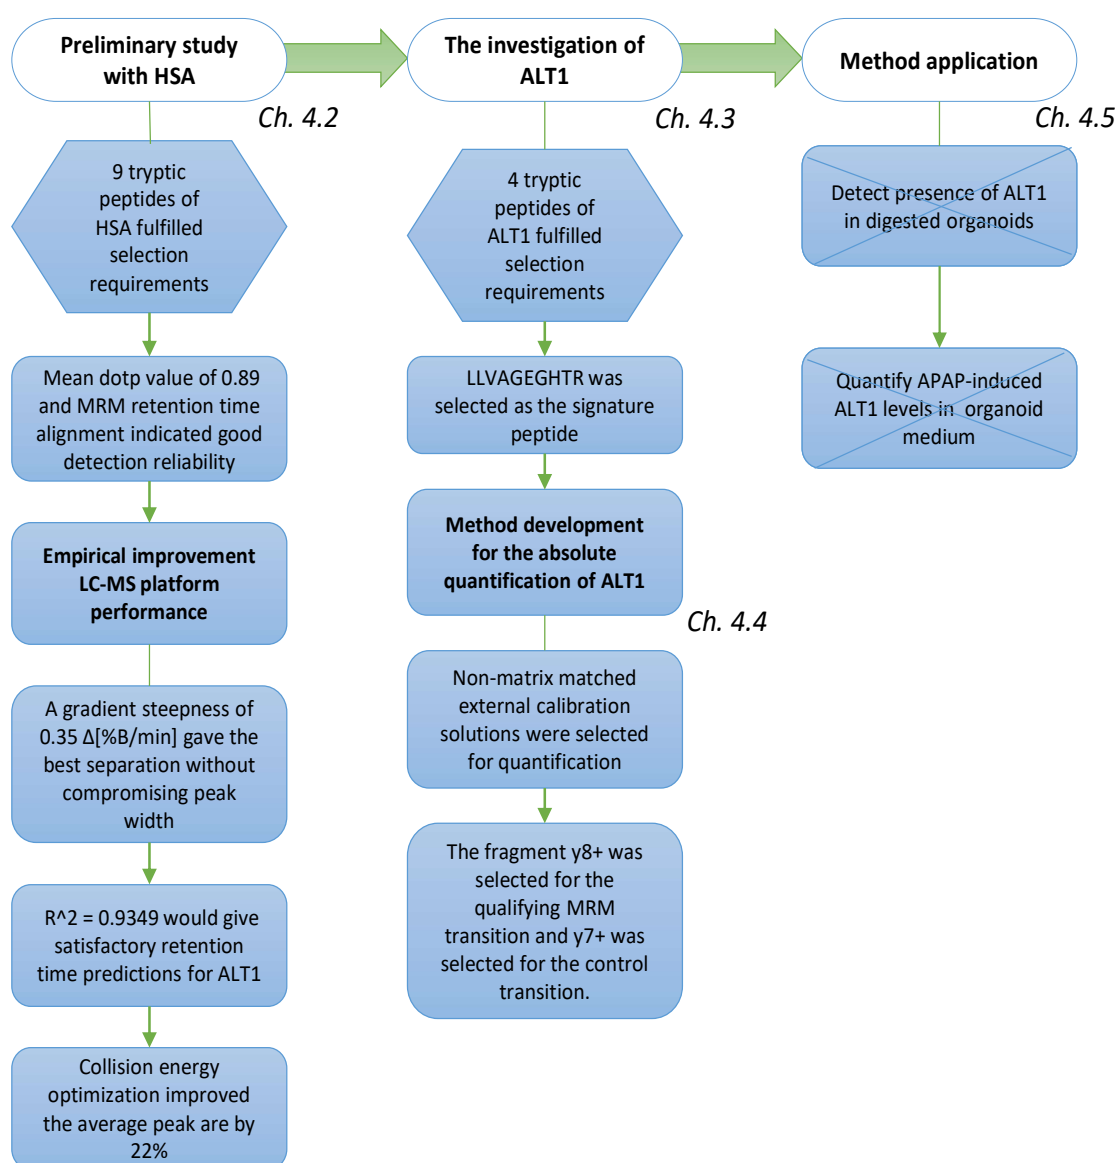 Preliminary study
with HSA
Ch. 4.2
9 tryptic
peptides of
HSA fulfilled
selection
requirements
Mean dotp value of 0.89
and MRM retention time
alignment indicated good
detection reliability
Empirical improvement
LC-MS platform
performance
A gradient steepness of
0.35 Δ[%B/min] gave the
best separation without
compromising peak
width
R^2 = 0.9349 would give
satisfactory retention
time predictions for ALT1
Collision energy
optimization improved
the average peak are by
22%
The investigation of
ALT1
Ch. 4.3
4 tryptic
peptides of
ALT1 fulfilled
selection
requirements
LLVAGEGHTR was
selected as the signature
peptide
Method development
for the absolute
quantification of ALT1
Ch. 4.4
Non-matrix matched
external calibration
solutions were selected
for quantification
The fragment y8+ was
selected for the
qualifying MRM
transition and y7+ was
selected for the control
transition.
Method application
Ch. 4.5
Detect presence of ALT1
in digested organoids
Quantify APAP-induced
ALT1 levels in organoid
medium